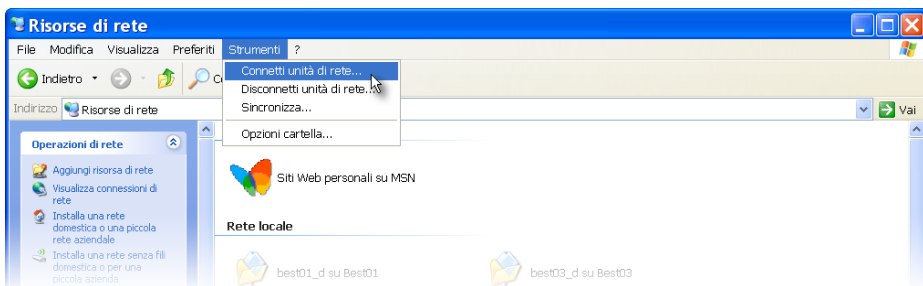 Risorse di rete
File Modifica Visualizza Preferiti Strumenti ?
Indietro
Connetti unità di rete...
Disconnetti unità di rete...
Sincronizza...
Opzioni cartella...
Indirizzo Risorse di rete Vai
Operazioni di rete
Aggiungi risorsa di rete
Visualizza connessioni di
rete
Installa una rete
domestica o una piccola
rete aziendale
Installa una rete senza fili
domestica o per una
piccola azienda
Siti Web personali su MSN
Rete locale
best01_d su Best01
best03_d su Best03